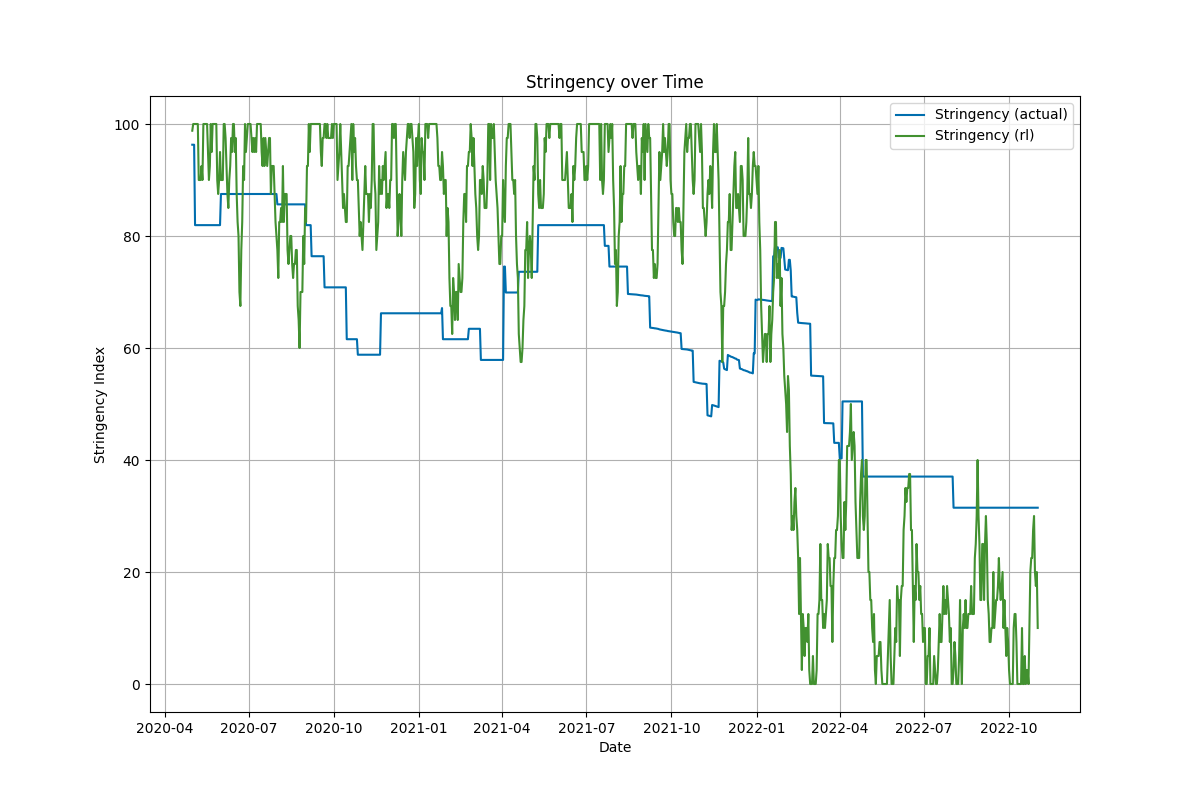 Stringency over Time
Stringency (actual)
Stringency (rl)
100
80
60
40
20
0
Stringency Index
2020-04 2020-07 2020-10 2021-01 2021-04 2021-07 2021-10 2022-01 2022-04 2022-07 2022-10
Date